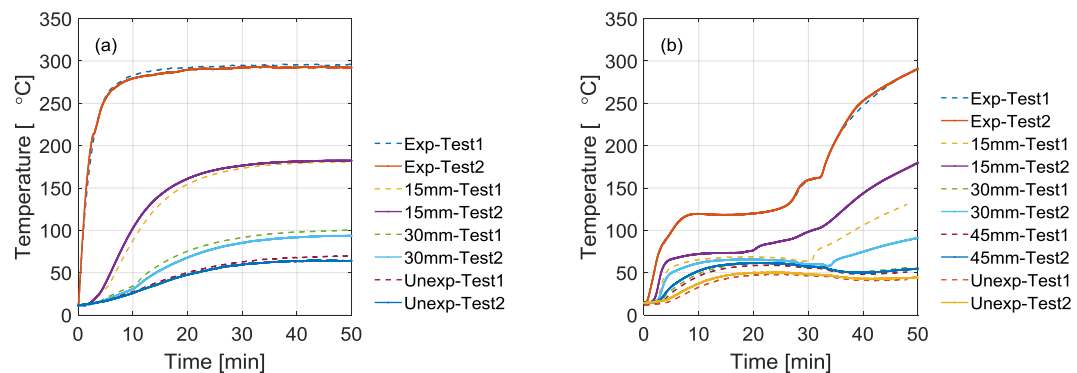 (a)
350
300
250
200
150
100
50
0
Temperature [ °C]
0 10 20 30 40 50
Time [min]
Exp-Test1
Exp-Test2
15mm-Test1
15mm-Test2
30mm-Test1
30mm-Test2
Unexp-Test1
Unexp-Test2
(b)
350
300
250
200
150
100
50
0
Temperature [ °C]
0 10 20 30 40 50
Time [min]
Exp-Test1
Exp-Test2
15mm-Test1
15mm-Test2
30mm-Test1
30mm-Test2
45mm-Test1
45mm-Test2
Unexp-Test1
Unexp-Test2